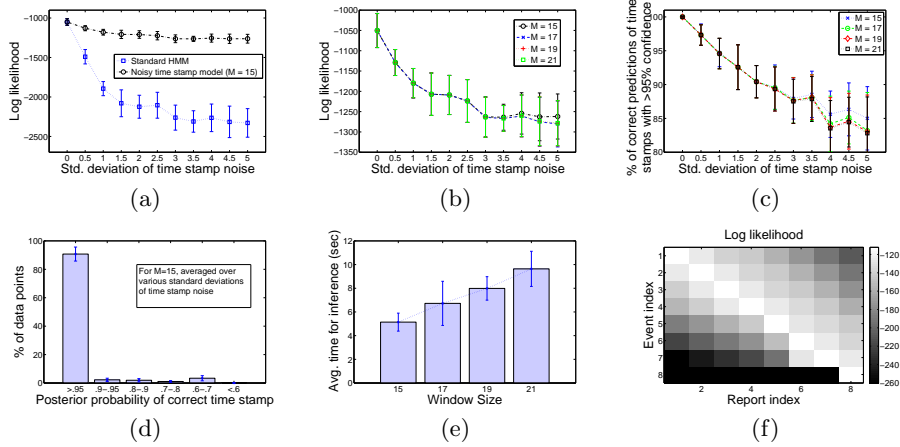 −1000
−1500
−2000
−2500
Log likelihood
Standard HMM
Noisy time stamp model (M = 15)
0 0.5 1 1.5 2 2.5 3 3.5 4 4.5 5
Std. deviation of time stamp noise
(a)
−1000
−1050
−1100
−1150
−1200
−1250
−1300
−1350
Log likelihood
M = 15
M = 17
M = 19
M = 21
0 0.5 1 1.5 2 2.5 3 3.5 4 4.5 5
Std. deviation of time stamp noise
(b)
100
95
90
85
80
% of correct predictions of time
stamps with >95% confidence
M = 15
M = 17
M = 19
M = 21
0 0.5 1 1.5 2 2.5 3 3.5 4 4.5 5
Std. deviation of time stamp noise
(c)
100
80
60
40
20
0
% of data points
For M=15, averaged over
various standard deviations
of time stamp noise
>.95 .9−.95 .8−.9 .7−.8 .6−.7 <.6
Posterior probability of correct time stamp
(d)
12
10
8
6
4
2
0
Avg. time for inference (sec)
15 17 19 21
Window Size
(e)
Log likelihood
1
2
3
4
5
6
7
8
Event index
2 4 6 8
Report index
−120
−140
−160
−180
−200
−220
−240
−260
(f)